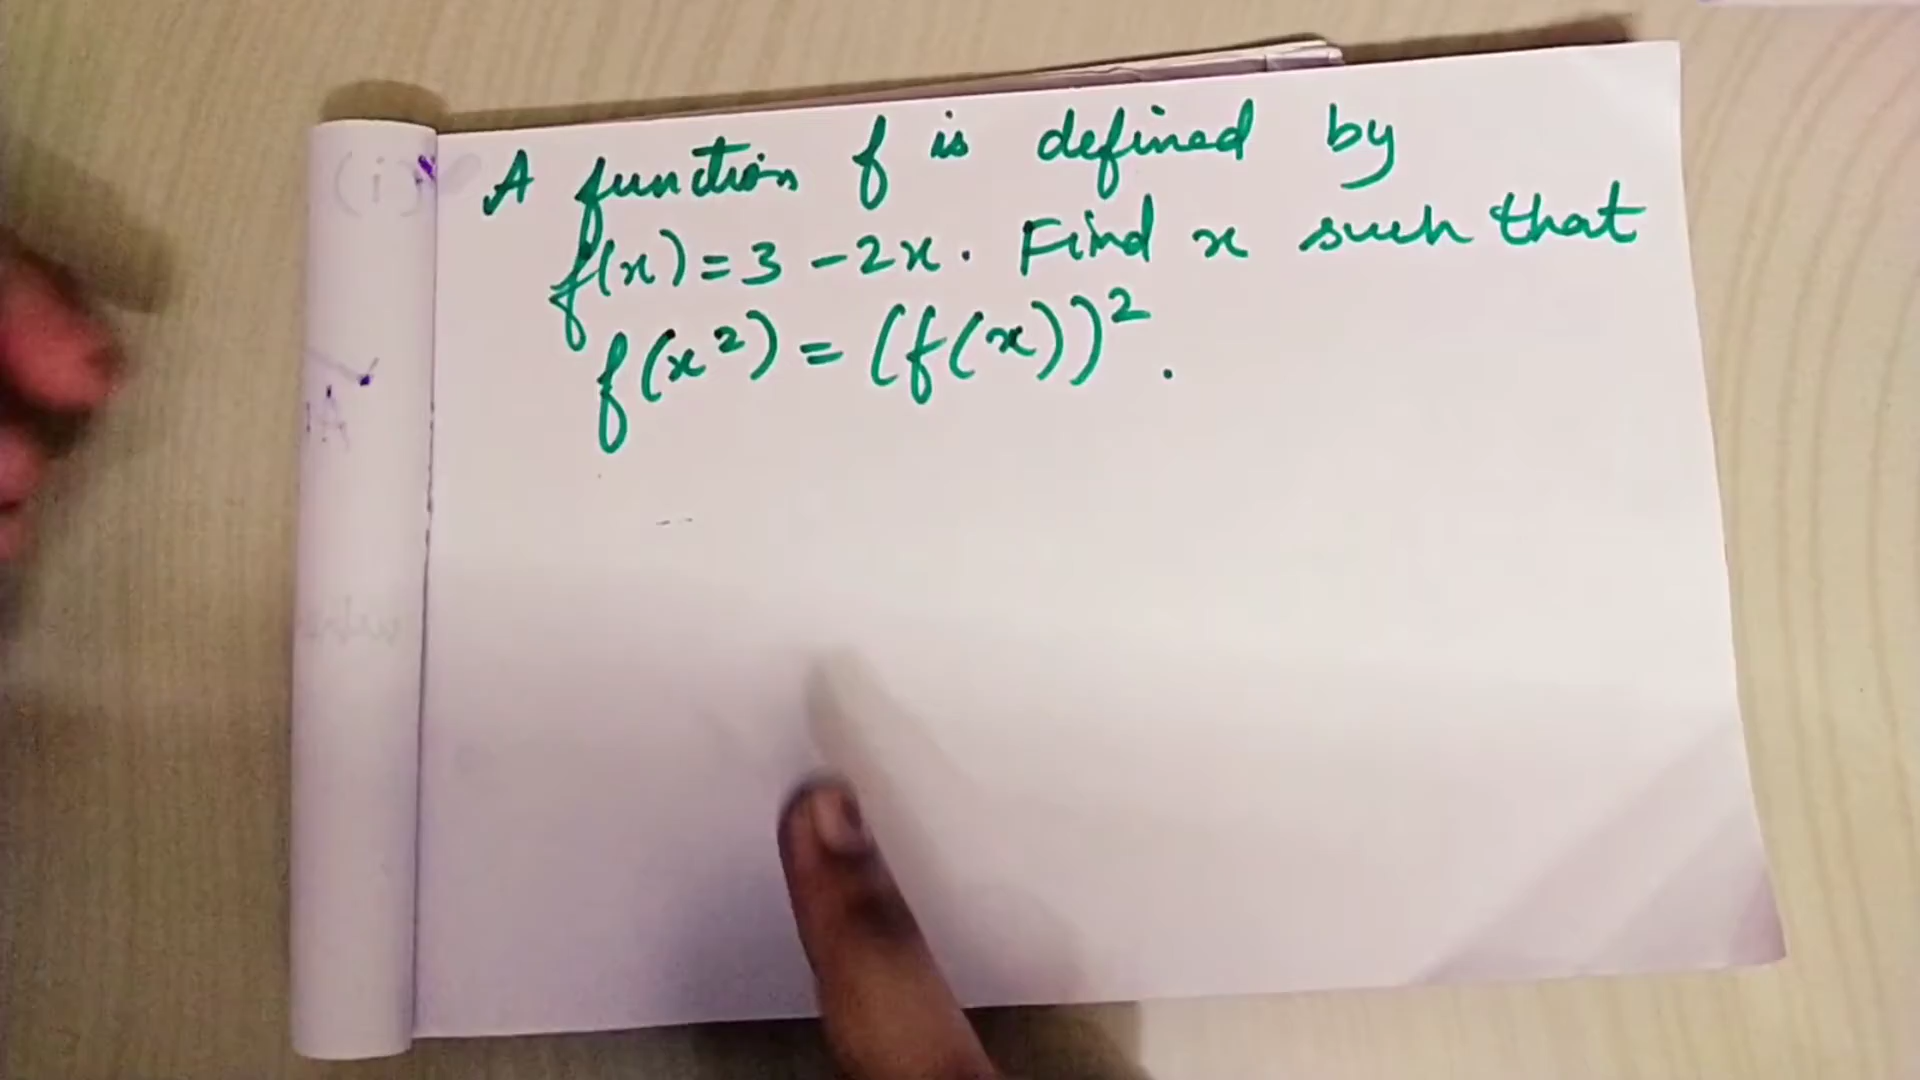 A function f is defined by
f(x) = 3 - 2x. Find x such that
f(x²) = (f(x))².
(i)